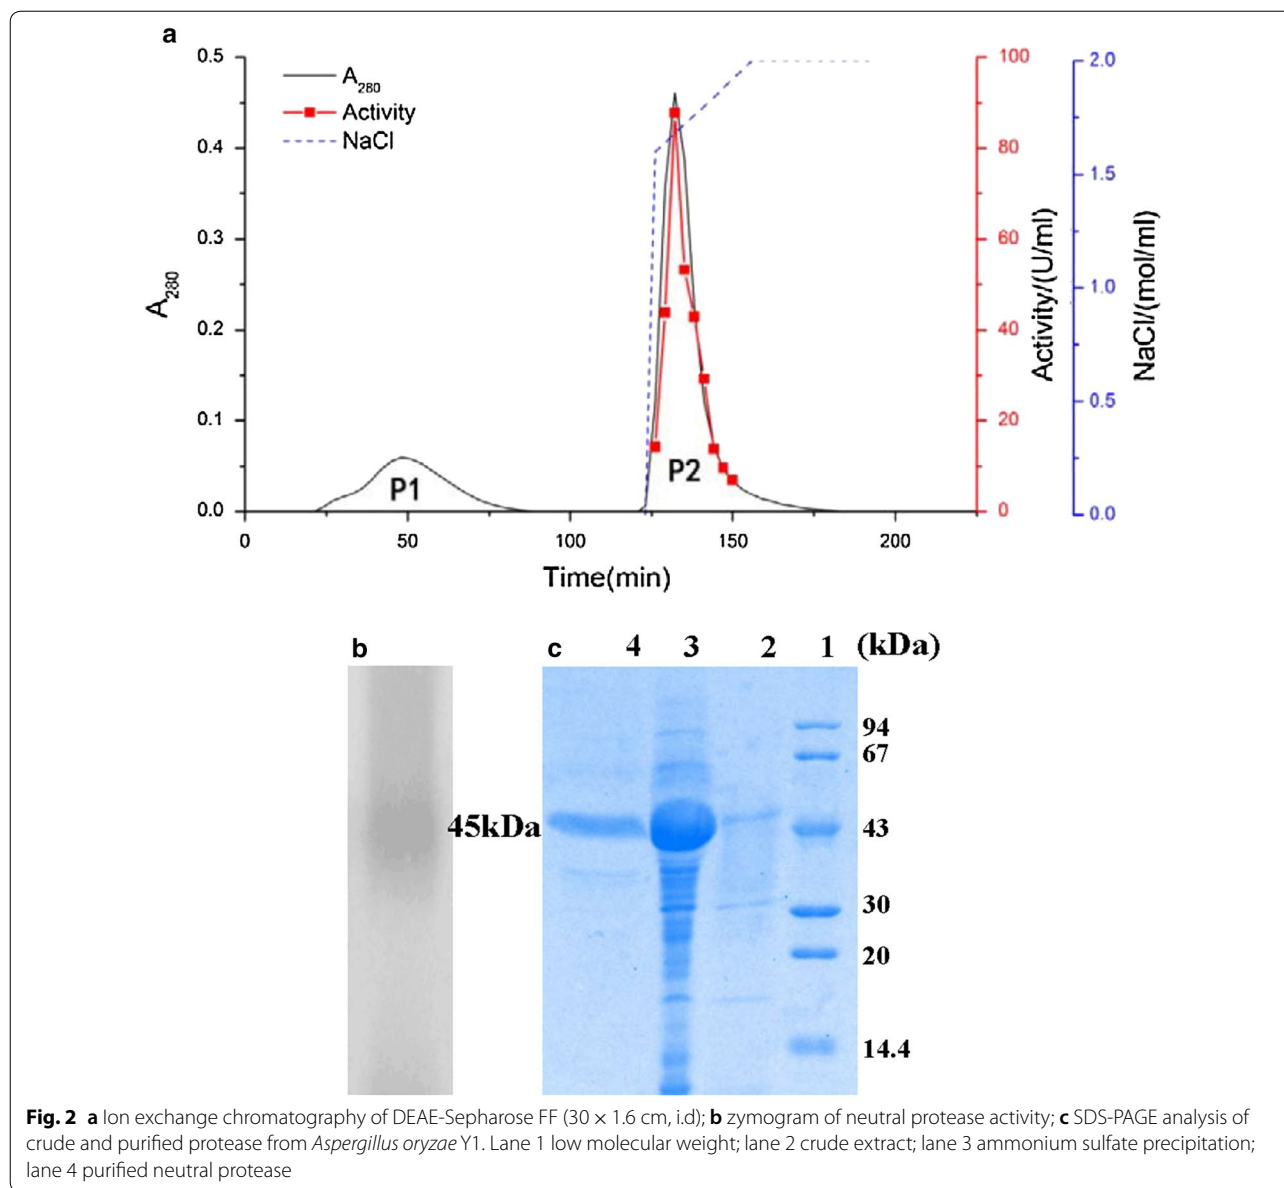 a
A280
Activity
NaCl
0.5
0.4
0.3
0.2
0.1
0.0
A280
0
50
100
150
200
Time(min)
P1
P2
100
80
60
40
20
0
Activity/(U/ml)
2.0
1.5
1.0
0.5
0.0
NaCl/(mol/ml)
b
45kDa
c
4 3 2 1 (kDa)
94
67
43
30
20
14.4
Fig. 2 a Ion exchange chromatography of DEAE-Sepharose FF (30 × 1.6 cm, i.d); b zymogram of neutral protease activity; c SDS-PAGE analysis of
crude and purified protease from Aspergillus oryzae Y1. Lane 1 low molecular weight; lane 2 crude extract; lane 3 ammonium sulfate precipitation;
lane 4 purified neutral protease